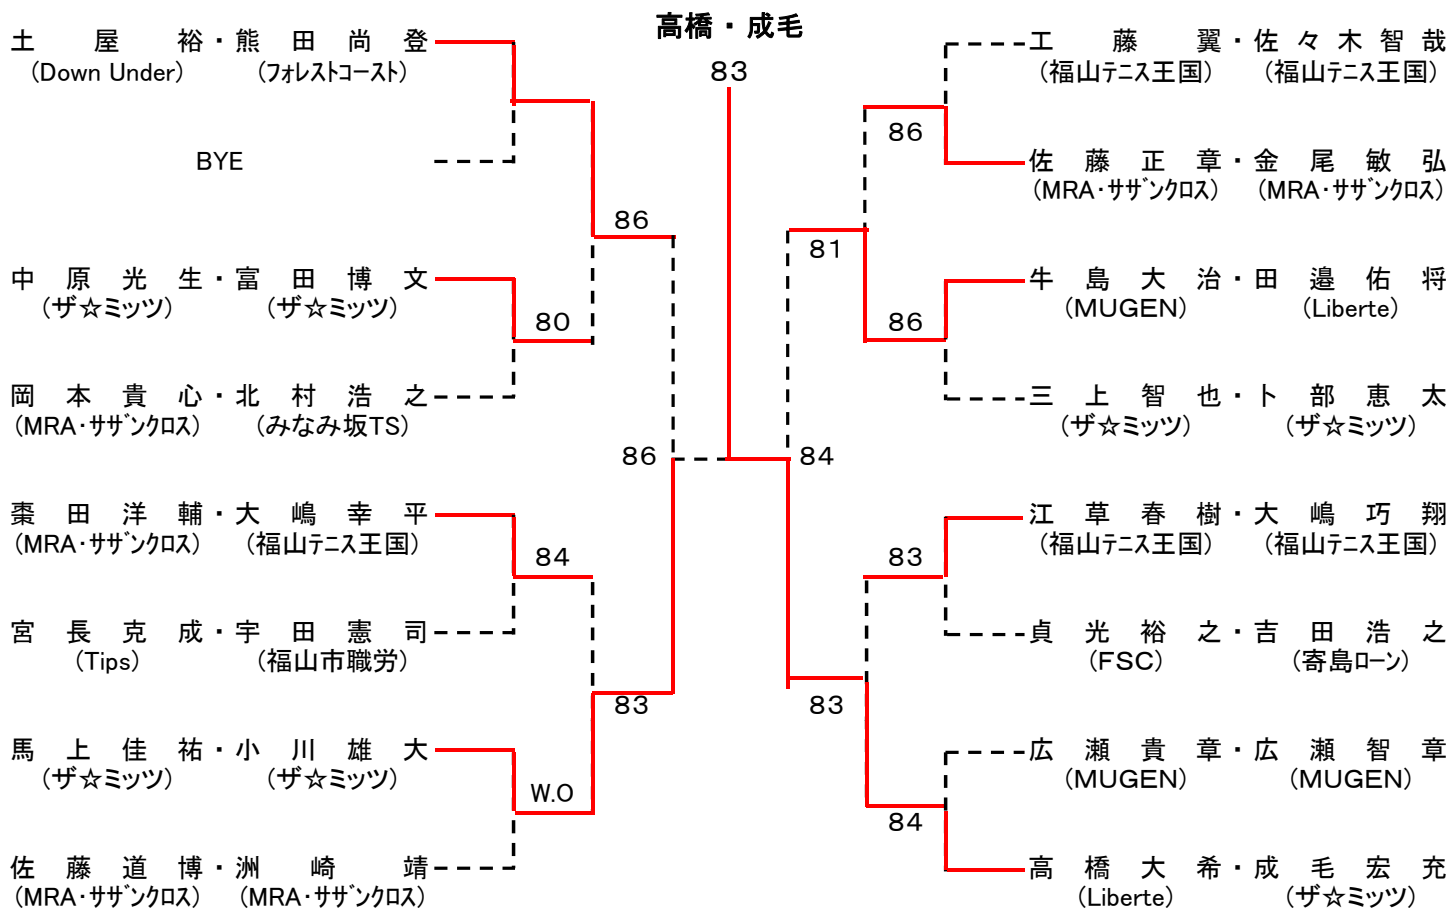 高橋・成毛
83
土屋裕・熊田尚登
(Down Under) (フォレストコースト)
BYE
86
中原光生・富田博文
(ザ☆ミッツ) (ザ☆ミッツ)
80
岡本貴心・北村浩之
(MRA・サザンクロス) (みなみ坂TS)
86
棗田洋輔・大嶋幸平
(MRA・サザンクロス) (福山テニス王国)
84
宮長克成・宇田憲司
(Tips) (福山市職労)
83
馬上佳祐・小川雄大
(ザ☆ミッツ) (ザ☆ミッツ)
W.O
佐藤道博・洲崎靖
(MRA・サザンクロス) (MRA・サザンクロス)
工藤翼・佐々木智哉
(福山テニス王国) (福山テニス王国)
86
佐藤正章・金尾敏弘
(MRA・サザンクロス) (MRA・サザンクロス)
81
牛島大治・田邉佑将
(MUGEN) (Liberte)
86
三上智也・卜部恵太
(ザ☆ミッツ) (ザ☆ミッツ)
84
江草春樹・大嶋巧翔
(福山テニス王国) (福山テニス王国)
83
貞光裕之・吉田浩之
(FSC) (寄島ローン)
83
広瀬貴章・広瀬智章
(MUGEN) (MUGEN)
84
高橋大希・成毛宏充
(Liberte) (ザ☆ミッツ)